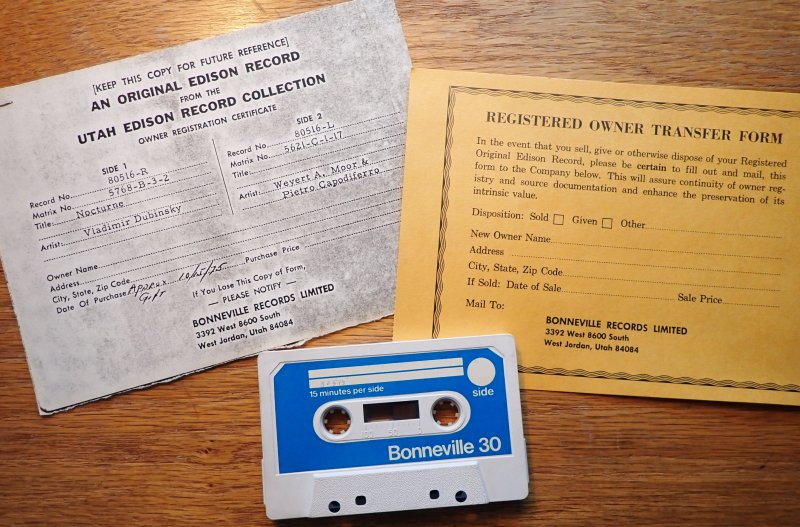 [KEEP THIS COPY FOR FUTURE REFERENCE]
AN ORIGINAL EDISON RECORD
FROM THE
UTAH EDISON RECORD COLLECTION
OWNER REGISTRATION CERTIFICATE
SIDE 1
Record No. 80516-R
Matrix No. 5768-B-3-2
Title: Nocturne
Artist: Vladimir Dubinsky
SIDE 2
Record No. 80516-L
Matrix No. 5621-C-1-17
Title:
Artist: Weyert A. Moor &
Pietro Capodiferro
Owner Name
Address
City, State, Zip Code
Date Of Purchase Approx 10/25/75 Purchase Price
Gift
If You Lose This Copy of Form,
— PLEASE NOTIFY —
BONNEVILLE RECORDS LIMITED
3392 West 8600 South
West Jordan, Utah 84084
REGISTERED OWNER TRANSFER FORM
In the event that you sell, give or otherwise dispose of your Registered
Original Edison Record, please be certain to fill out and mail, this
form to the Company below. This will assure continuity of owner reg-
istry and source documentation and enhance the preservation of its
intrinsic value.
Disposition: Sold Given Other
New Owner Name
Address
City, State, Zip Code
If Sold: Date of Sale Sale Price
Mail To:
BONNEVILLE RECORDS LIMITED
3392 West 8600 South
West Jordan, Utah 84084
15 minutes per side
side
100 50
Bonneville 30